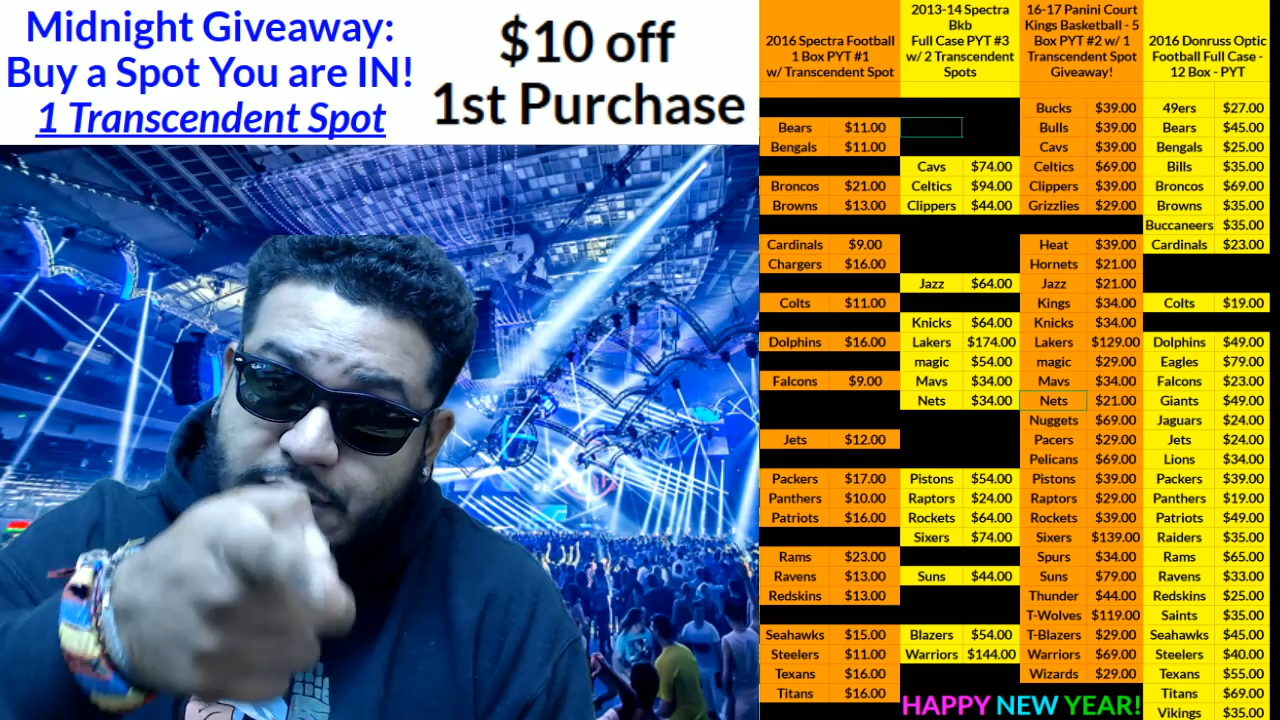 Midnight Giveaway:
Buy a Spot You are IN!
1 Transcendent Spot
$10 off
1st Purchase
2016 Spectra Football
1 Box PYT #1
w/ Transcendent Spot
Bears $11.00
Bengals $11.00
Broncos $21.00
Browns $13.00
Cardinals $9.00
Chargers $16.00
Colts $11.00
Dolphins $16.00
Falcons $9.00
Jets $12.00
Packers $17.00
Panthers $10.00
Patriots $16.00
Rams $23.00
Ravens $13.00
Redskins $13.00
Seahawks $15.00
Steelers $11.00
Texans $16.00
Titans $16.00
2013-14 Spectra
Bkb
Full Case PYT #3
w/ 2 Transcendent
Spots
Cavs $74.00
Celtics $94.00
Clippers $44.00
Jazz $64.00
Knicks $64.00
Lakers $174.00
magic $54.00
Mavs $34.00
Nets $34.00
Pistons $54.00
Raptors $24.00
Rockets $64.00
Sixers $74.00
Suns $44.00
Blazers $54.00
Warriors $144.00
16-17 Panini Court
Kings Basketball - 5
Box PYT #2 w/ 1
Transcendent Spot
Giveaway!
Bucks $39.00
Bulls $39.00
Cavs $39.00
Celtics $69.00
Clippers $39.00
Grizzlies $29.00
Heat $39.00
Hornets $21.00
Jazz $21.00
Kings $34.00
Knicks $34.00
Lakers $129.00
magic $29.00
Mavs $34.00
Nets $21.00
Nuggets $69.00
Pacers $29.00
Pelicans $69.00
Pistons $39.00
Raptors $29.00
Rockets $39.00
Sixers $139.00
Spurs $34.00
Suns $79.00
Thunder $44.00
T-Wolves $119.00
T-Blazers $29.00
Warriors $69.00
Wizards $29.00
2016 Donruss Optic
Football Full Case -
12 Box - PYT
49ers $27.00
Bears $45.00
Bengals $25.00
Bills $35.00
Broncos $69.00
Browns $35.00
Buccaneers $35.00
Cardinals $23.00
Colts $19.00
Dolphins $49.00
Eagles $79.00
Falcons $23.00
Giants $49.00
Jaguars $24.00
Jets $24.00
Lions $34.00
Packers $39.00
Panthers $19.00
Patriots $49.00
Raiders $35.00
Rams $65.00
Ravens $33.00
Redskins $25.00
Saints $35.00
Seahawks $45.00
Steelers $40.00
Texans $55.00
Titans $69.00
Vikings $35.00
HAPPY NEW YEAR!